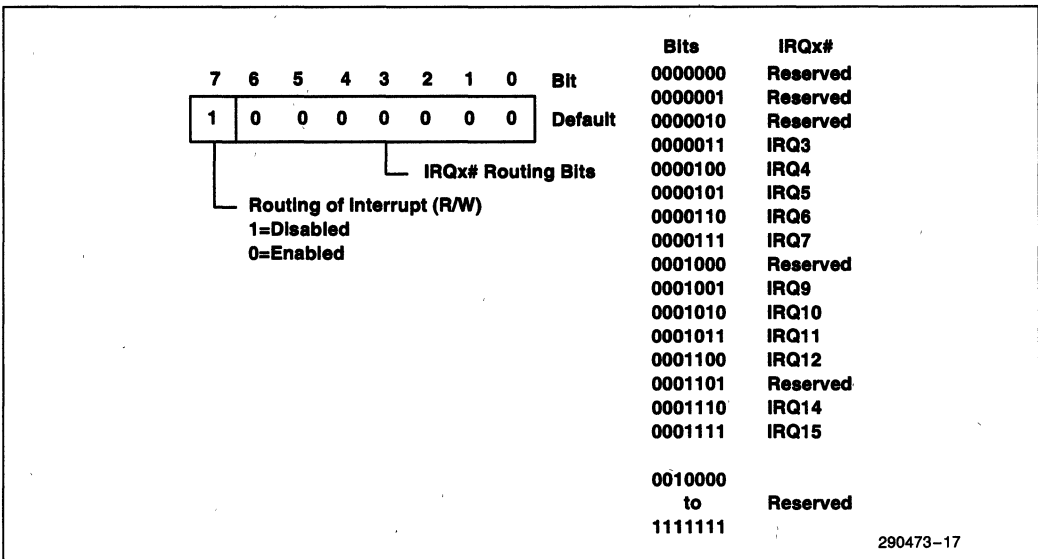 7 6 5 4 3 2 1 0 Bit
1 0 0 0 0 0 0 0 Default
IRQx# Routing Bits
Routing of Interrupt (R/W)
1=Disabled
0=Enabled
Bits IRQx#
0000000 Reserved
0000001 Reserved
0000010 Reserved
0000011 IRQ3
0000100 IRQ4
0000101 IRQ5
0000110 IRQ6
0000111 IRQ7
0001000 Reserved
0001001 IRQ9
0001010 IRQ10
0001011 IRQ11
0001100 IRQ12
0001101 Reserved
0001110 IRQ14
0001111 IRQ15
0010000
to Reserved
1111111
290473-17